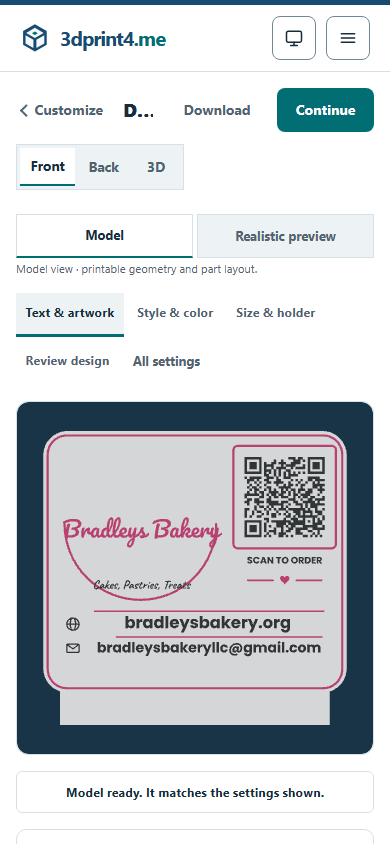 3dprint4.me
Customize
D...
Download
Continue
Front
Back
3D
Model
Realistic preview
Model view · printable geometry and part layout.
Text & artwork
Style & color
Size & holder
Review design
All settings
Bradleys Bakery
Cakes, Pastries, Treats
SCAN TO ORDER
bradleysbakery.org
bradleysbakeryllc@gmail.com
Model ready. It matches the settings shown.